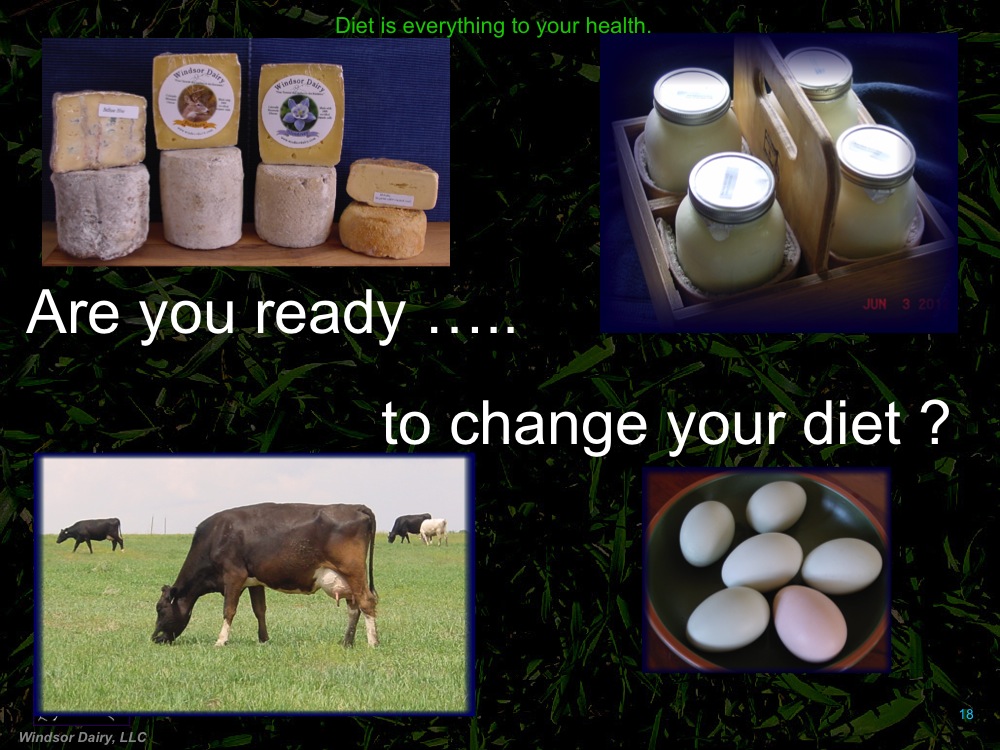 Diet is everything to your health.
Windsor Dairy
Windsor Dairy
JUN 3 201
Are you ready …..
to change your diet ?
18
Windsor Dairy, LLC